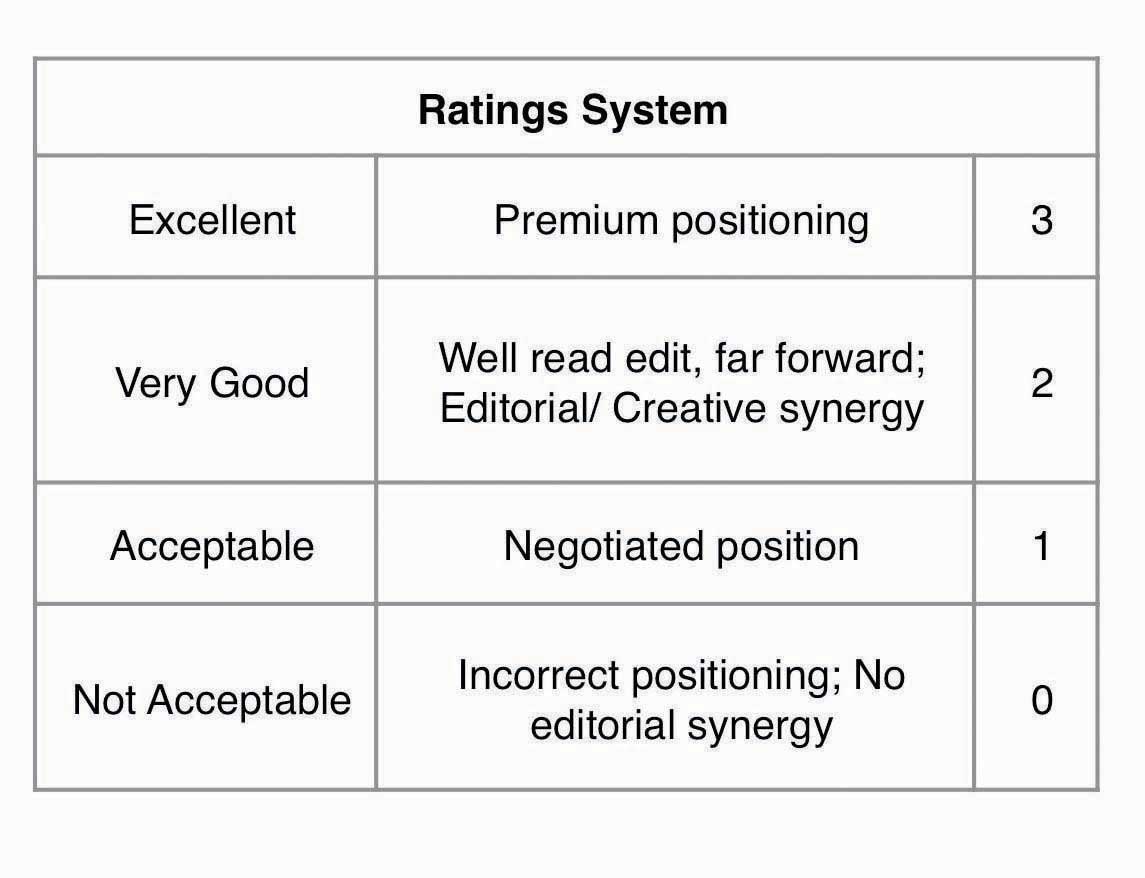 Ratings System
Excellent
Premium positioning
3
Very Good
Well read edit, far forward;
Editorial/ Creative synergy
2
Acceptable
Negotiated position
1
Not Acceptable
Incorrect positioning; No
editorial synergy
0